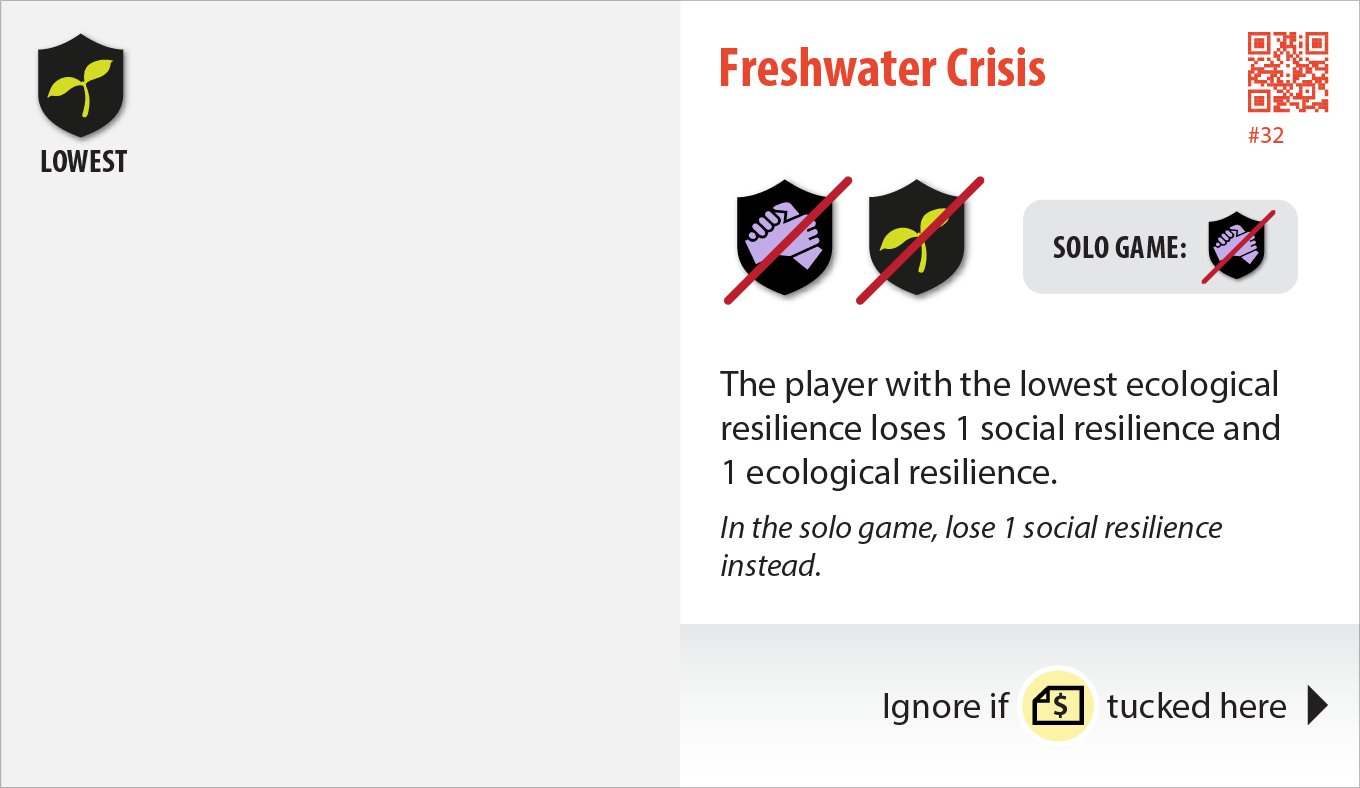 LOWEST
Freshwater Crisis
#32
SOLO GAME:
The player with the lowest ecological
resilience loses 1 social resilience and
1 ecological resilience.
In the solo game, lose 1 social resilience
instead.
Ignore if $ tucked here